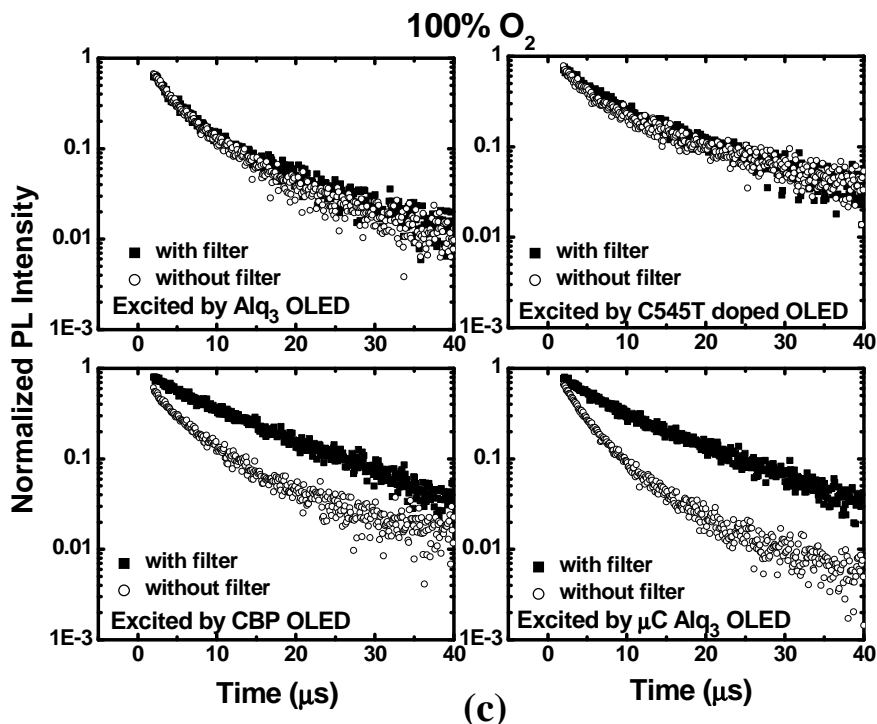 100% O₂
Normalized PL Intensity
1
0.1
0.01
1E-3
with filter
without filter
Excited by Alq₃ OLED
0 10 20 30 40
1
0.1
0.01
1E-3
with filter
without filter
Excited by C545T doped OLED
0 10 20 30 40
1
0.1
0.01
1E-3
with filter
without filter
Excited by CBP OLED
0 10 20 30 40
Time (μs)
1
0.1
0.01
1E-3
with filter
without filter
Excited by μC Alq₃ OLED
0 10 20 30 40
Time (μs)
(c)